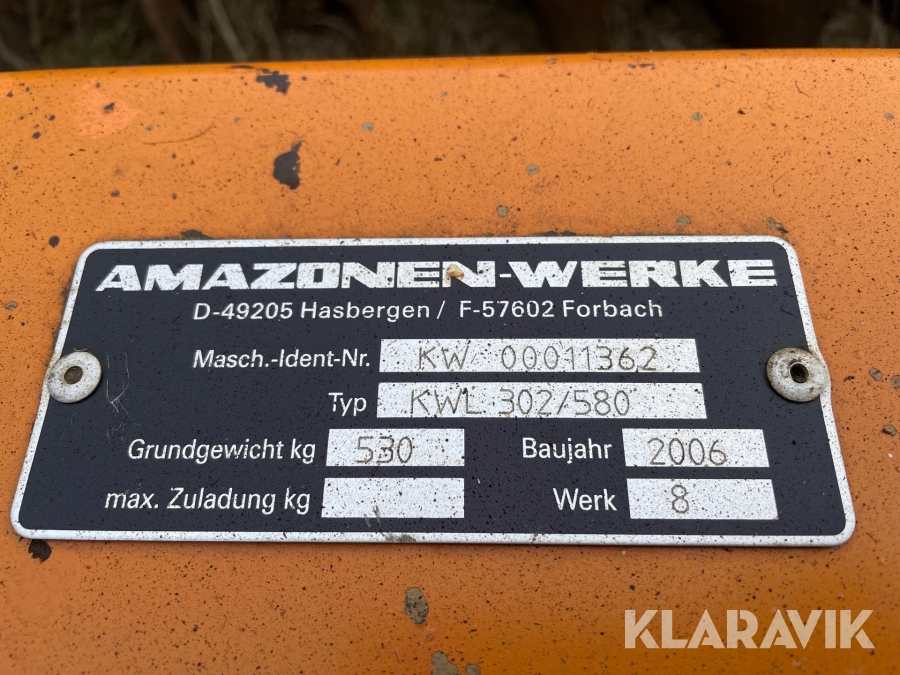 AMAZONEN-WERKE
D-49205 Hasbergen / F-57602 Forbach
Masch.-Ident-Nr. KW 00011362
Typ KWL 302/580
Grundgewicht kg 530 Baujahr 2006
max. Zuladung kg Werk 8
KLARAVIK